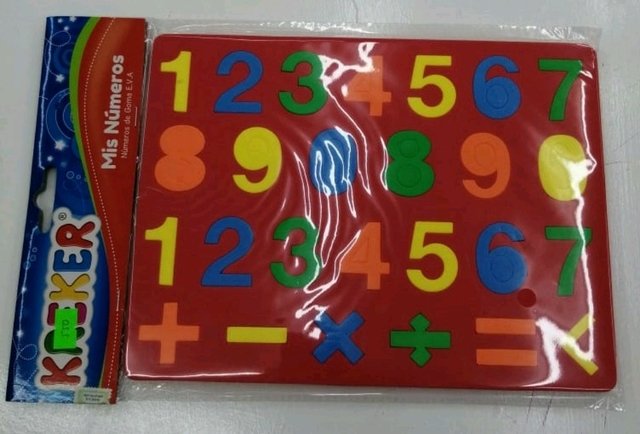 Mis Números
Números de Goma E.V.A
KREKER®
1 2 3 4 5 6 7
8 9 0 8 9 0
1 2 3 4 5 6 7
+ − × ÷ =